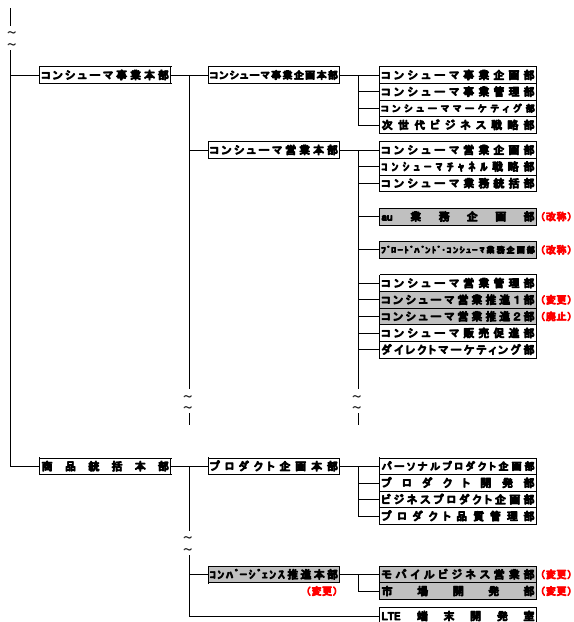 コンシューマ事業本部 コンシューマ事業企画本部 コンシューマ事業企画部
コンシューマ事業管理部
コンシューママーケティグ部
次世代ビジネス戦略部
コンシューマ営業本部 コンシューマ営業企画部
コンシューマチャネル戦略部
コンシューマ業務統括部
au 業務企画部 (改称)
ブロードバンド・コンシューマ業務企画部 (改称)
コンシューマ営業管理部
コンシューマ営業推進1部 (変更)
コンシューマ営業推進2部 (廃止)
コンシューマ販売促進部
ダイレクトマーケティング部
商品統括本部 プロダクト企画本部 パーソナルプロダクト企画部
プロダクト開発部
ビジネスプロダクト企画部
プロダクト品質管理部
コンバージェンス推進本部 モバイルビジネス営業部 (変更)
(変更) 市場開発部 (変更)
LTE 端末開発室